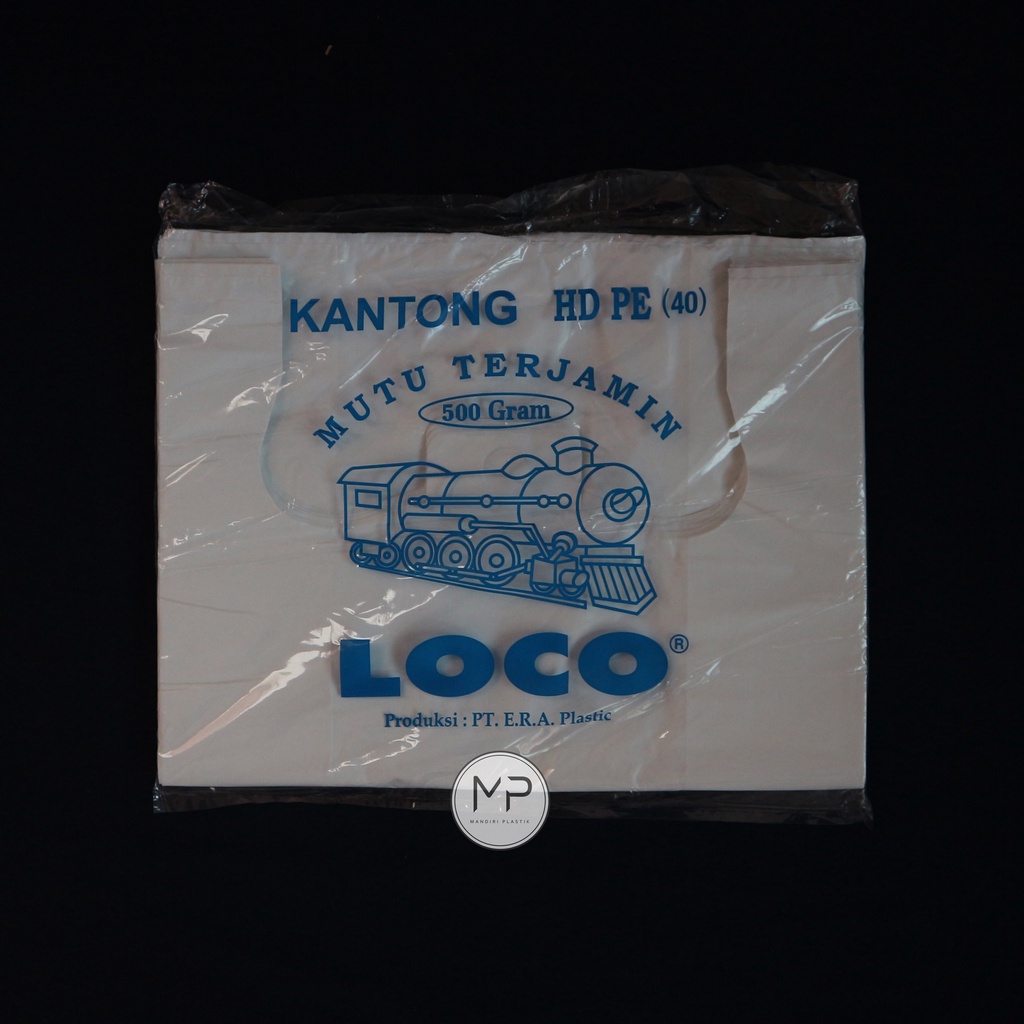 KANTONG HD PE (40)
MUTU TERJAMIN
500 Gram
LOCO®
Produksi : PT. E.R.A. Plastic
MP
MANDIRI PLASTIK